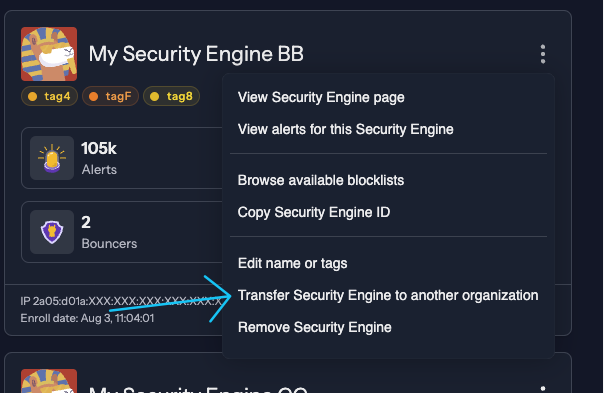 My Security Engine BB
tag4 tagF tag8
View Security Engine page
View alerts for this Security Engine
105k
Alerts
Browse available blocklists
Copy Security Engine ID
2
Bouncers
Edit name or tags
Transfer Security Engine to another organization
IP 2a05:d01a:XXX:XXX:XXX:XXX:XXX:X
Enroll date: Aug 3, 11:04:01
Remove Security Engine
My Security Engine